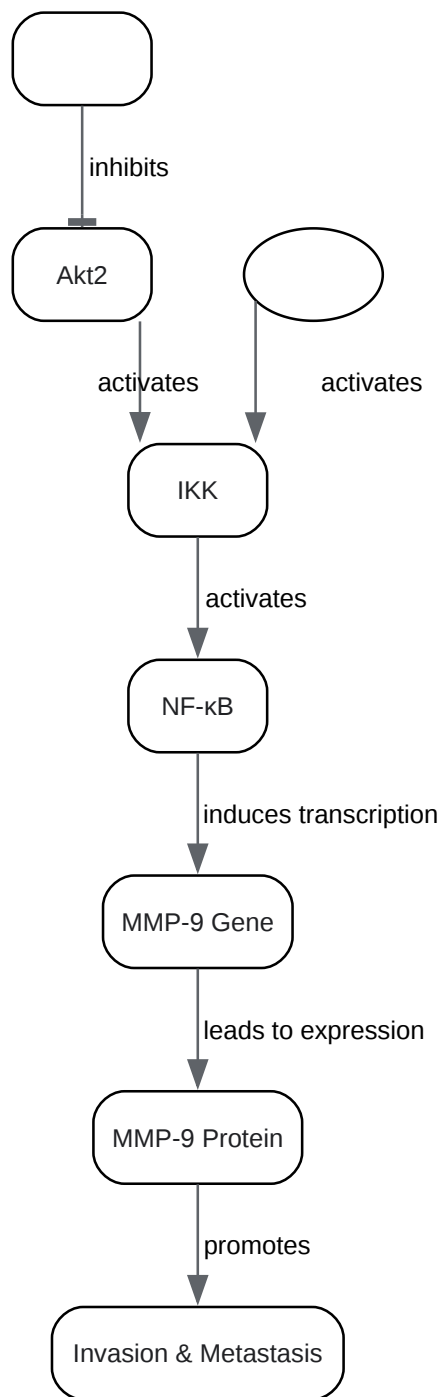 inhibits
Akt2
activates
activates
IKK
activates
NF-κB
induces transcription
MMP-9 Gene
leads to expression
MMP-9 Protein
promotes
Invasion & Metastasis